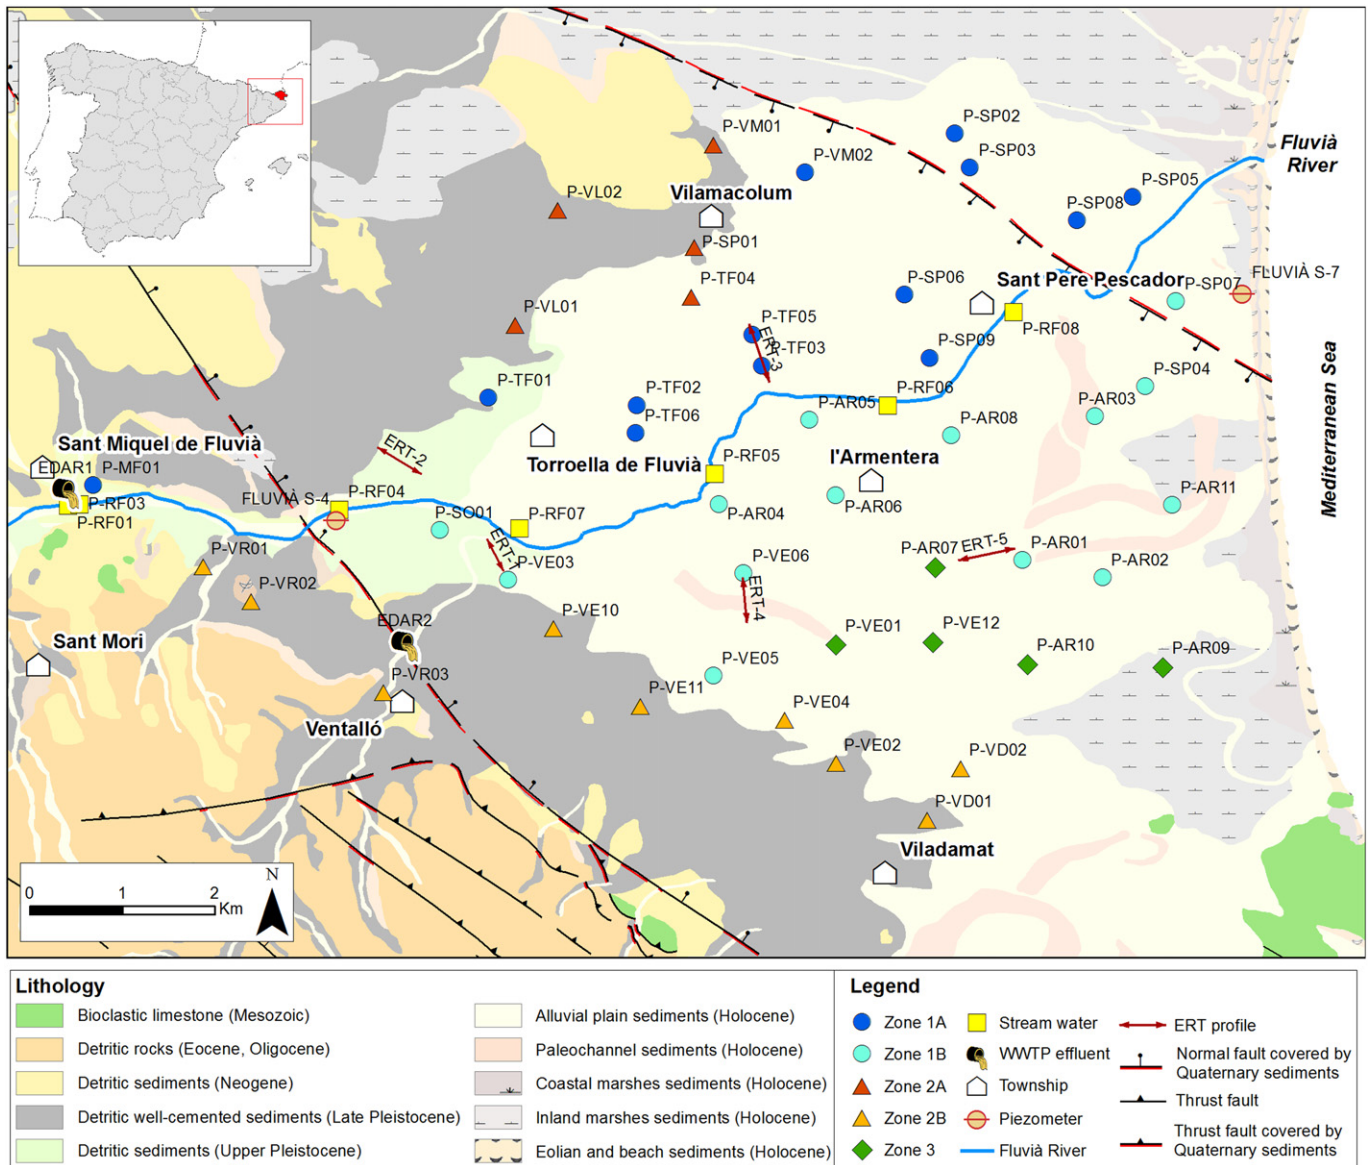 P-SP02
Fluvià
River
P-VM01
P-VM02
P-SP03
P-SP05
P-SP08
P-VL02
Vilamacolum
P-SP01
P-TF04
P-SP06
Sant Pere Pescador
P-SP07
FLUVIÀ S-7
P-VL01
P-TF05
ERT-3
P-TF03
P-RF08
P-SP09
Mediterranean Sea
P-TF01
P-TF02
P-TF06
P-RF06
P-SP04
P-AR05
P-AR08
P-AR03
Sant Miquel de Fluvià
ERT-2
Torroella de Fluvià
P-RF05
l'Armentera
EDAR1
P-MF01
P-RF03
P-RF01
FLUVIÀ S-4
P-RF04
P-SO01
P-RF07
P-AR04
P-AR06
P-AR11
P-VR01
P-VR02
ERT-1
P-VE03
P-VE06
ERT-4
P-AR07
ERT-5
P-AR01
P-AR02
EDAR2
P-VE10
P-VE01
P-VE12
Sant Mori
P-AR10
P-AR09
P-VR03
P-VE05
Ventalló
P-VE11
P-VE04
P-VE02
P-VD02
P-VD01
Viladamat
N
0 1 2
Km
Lithology
Bioclastic limestone (Mesozoic)
Detritic rocks (Eocene, Oligocene)
Detritic sediments (Neogene)
Detritic well-cemented sediments (Late Pleistocene)
Detritic sediments (Upper Pleistocene)
Alluvial plain sediments (Holocene)
Paleochannel sediments (Holocene)
Coastal marshes sediments (Holocene)
Inland marshes sediments (Holocene)
Eolian and beach sediments (Holocene)
Legend
Zone 1A
Zone 1B
Zone 2A
Zone 2B
Zone 3
Stream water
WWTP effluent
Township
Piezometer
Fluvià River
ERT profile
Normal fault covered by
Quaternary sediments
Thrust fault
Thrust fault covered by
Quaternary sediments